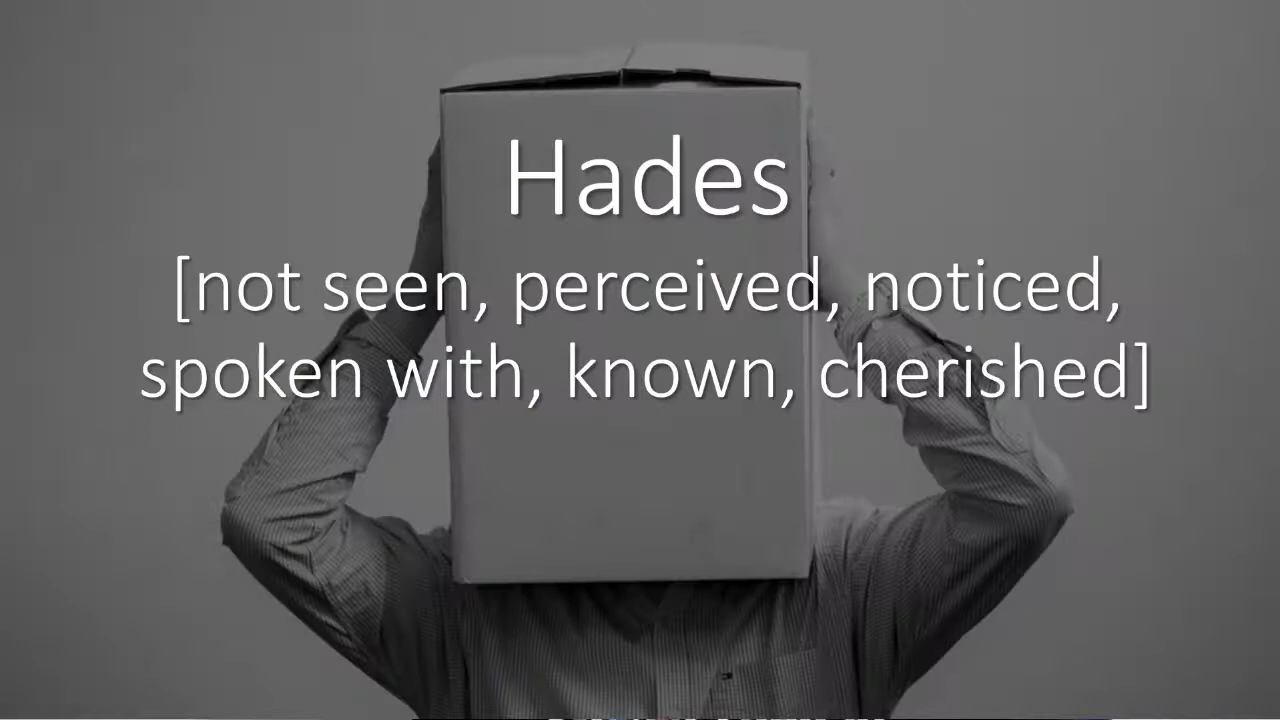 Hades
[not seen, perceived, noticed,
spoken with, known, cherished]